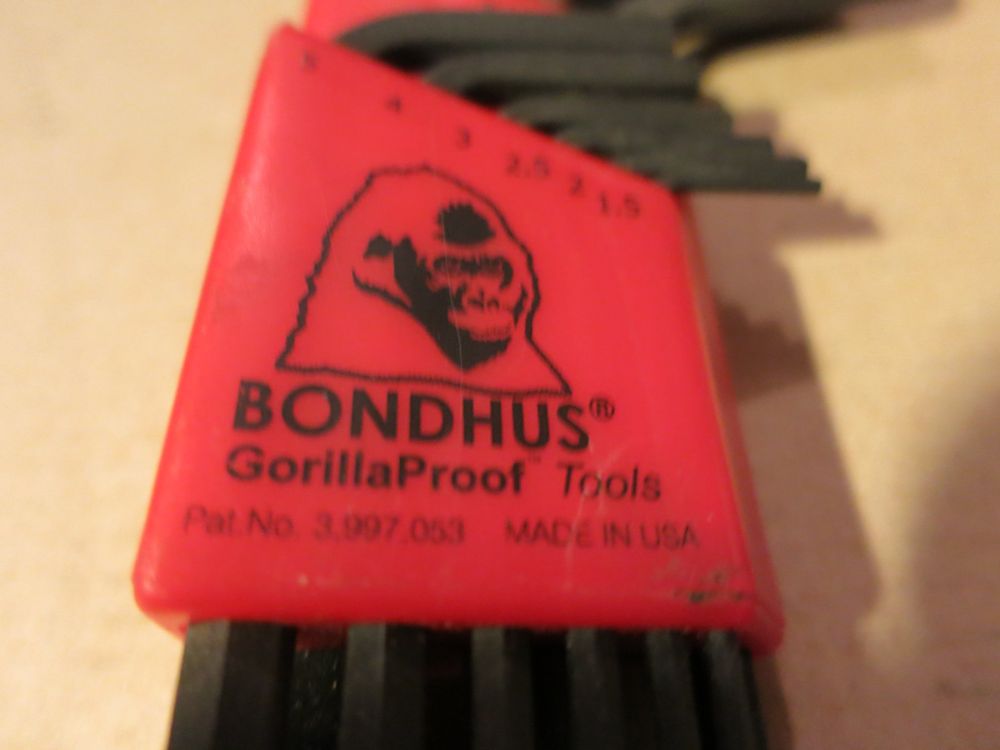 5 4 3 2.5 2 1.5
BONDHUS®
GorillaProof™ Tools
Pat.No. 3,997,053 MADE IN USA